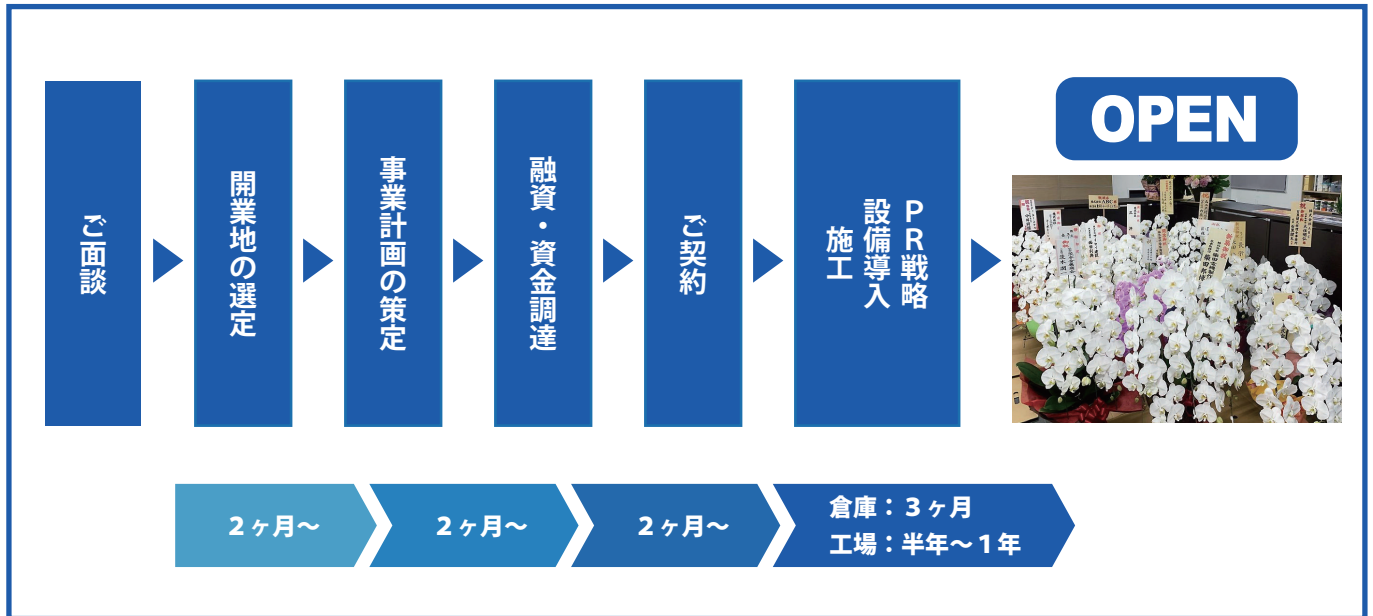 ご面談
開業地の選定
事業計画の策定
融資・資金調達
ご契約
PR戦略
設備導入
施工
OPEN
2ヶ月～
2ヶ月～
2ヶ月～
倉庫：3ヶ月
工場：半年～1年